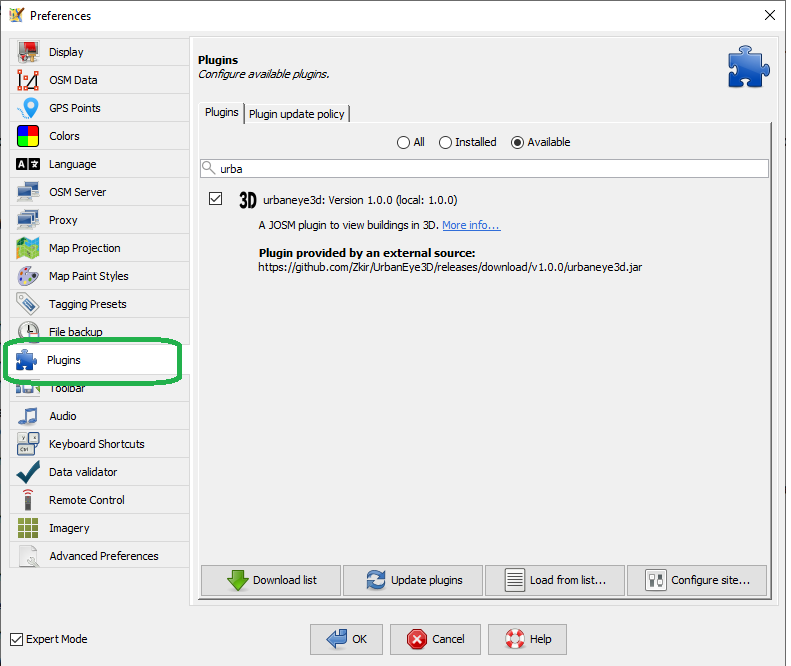 Preferences
Display
OSM Data
GPS Points
Colors
Language
OSM Server
Proxy
Map Projection
Map Paint Styles
Tagging Presets
File backup
Plugins
Toolbar
Audio
Keyboard Shortcuts
Data validator
Remote Control
Imagery
Advanced Preferences
Plugins
Configure available plugins.
Plugins Plugin update policy
All Installed Available
urba
3D urbaneye3d: Version 1.0.0 (local: 1.0.0)
A JOSM plugin to view buildings in 3D. More info...
Plugin provided by an external source:
https://github.com/Zkir/UrbanEye3D/releases/download/v1.0.0/urbaneye3d.jar
Download list Update plugins Load from list... Configure site...
Expert Mode OK Cancel Help